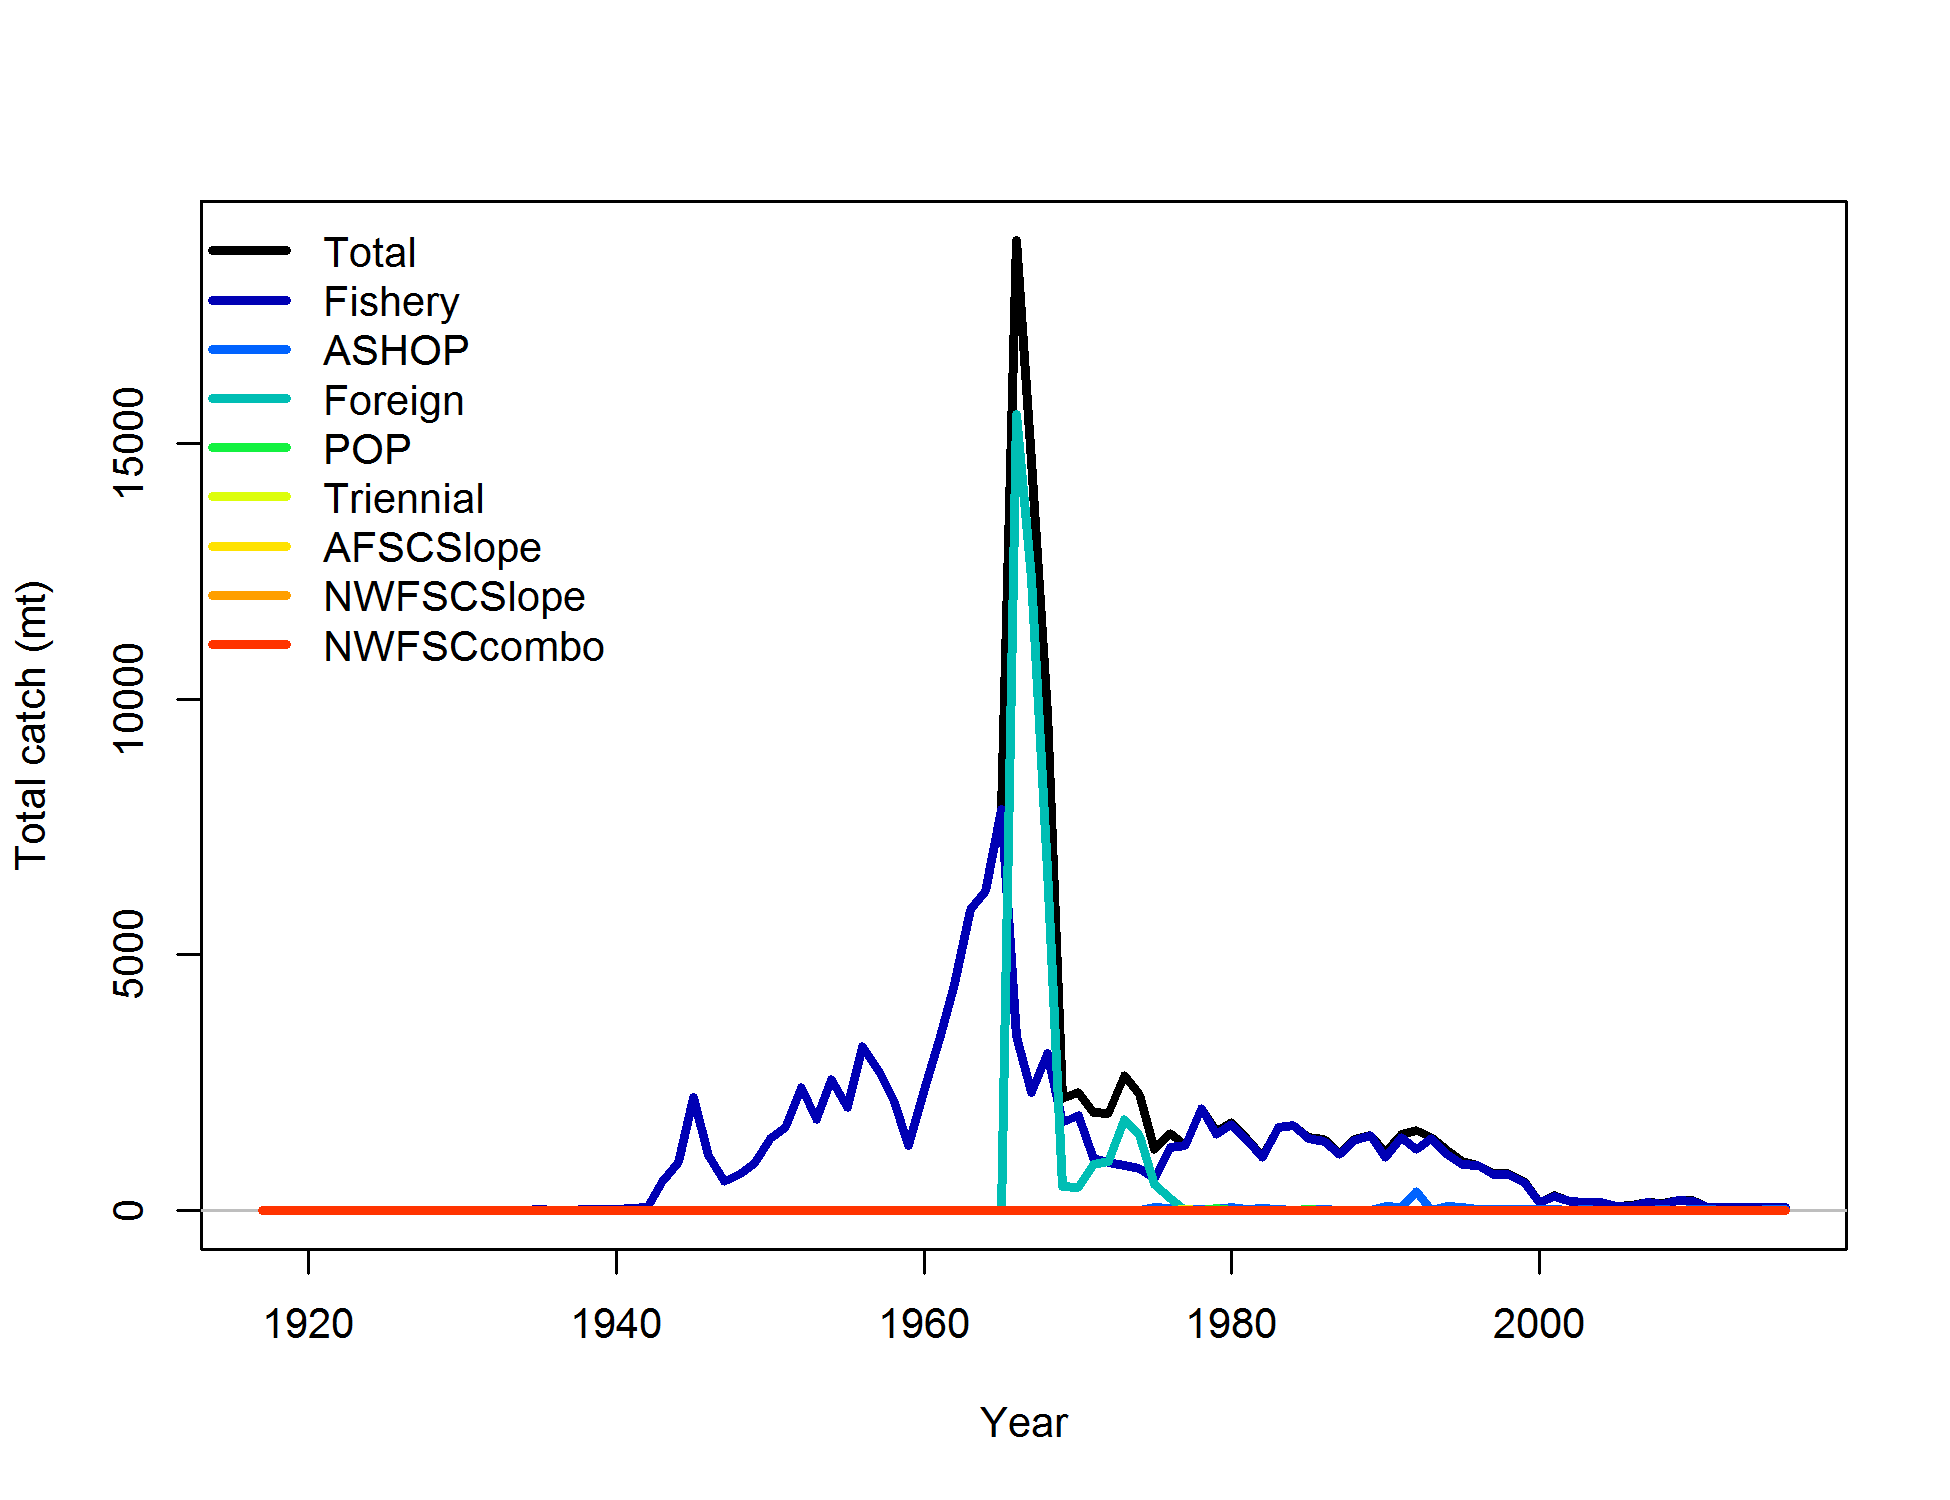 Total
Fishery
ASHOP
Foreign
POP
Triennial
AFSCSlope
NWFSCSlope
NWFSCcombo
Total catch (mt)
15000
10000
5000
0
1920 1940 1960 1980 2000
Year